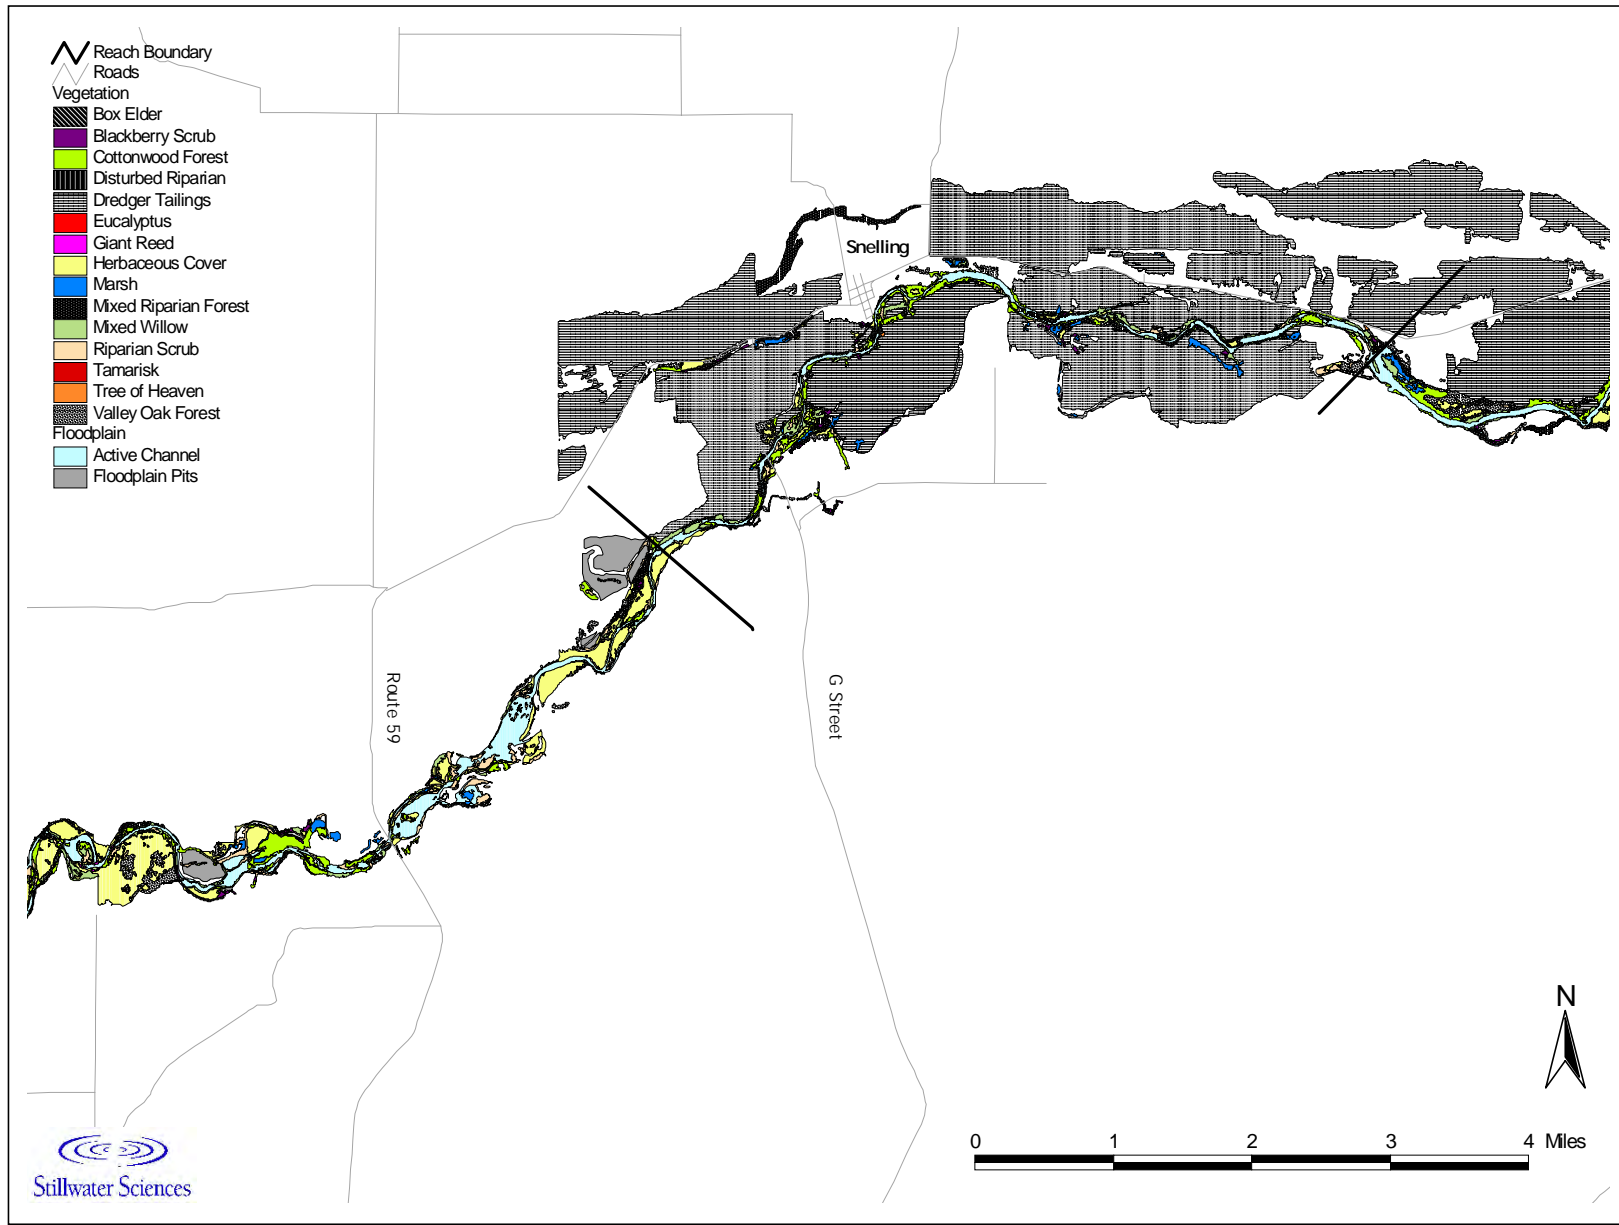 Reach Boundary
Roads
Vegetation
Box Elder
Blackberry Scrub
Cottonwood Forest
Disturbed Riparian
Dredger Tailings
Eucalyptus
Giant Reed
Herbaceous Cover
Marsh
Mixed Riparian Forest
Mixed Willow
Riparian Scrub
Tamarisk
Tree of Heaven
Valley Oak Forest
Floodplain
Active Channel
Floodplain Pits
Snelling
Route 59
G Street
N
0 1 2 3 4 Miles
Stillwater Sciences